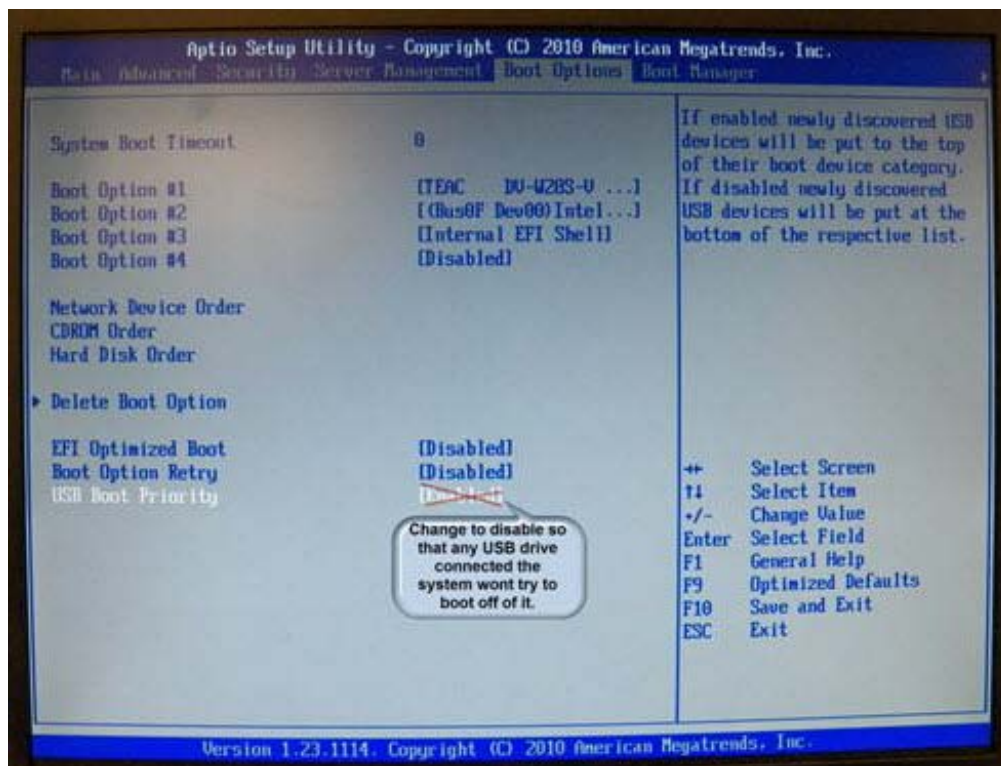 Aptio Setup Utility - Copyright (C) 2010 American Megatrends, Inc.
Main Advanced Security Server Management Boot Options Boot Manager
System Boot Timeout 0
Boot Option #1 [TEAC DV-W28S-V ...]
Boot Option #2 [(Bus0F Dev00)Intel...]
Boot Option #3 [Internal EFI Shell]
Boot Option #4 [Disabled]
Network Device Order
CDROM Order
Hard Disk Order
Delete Boot Option
EFI Optimized Boot [Disabled]
Boot Option Retry [Disabled]
USB Boot Priority [Enabled]
Change to disable so
that any USB drive
connected the
system wont try to
boot off of it.
If enabled newly discovered USB
devices will be put to the top
of their boot device category.
If disabled newly discovered
USB devices will be put at the
bottom of the respective list.
Select Screen
Select Item
+/- Change Value
Enter Select Field
F1 General Help
F9 Optimized Defaults
F10 Save and Exit
ESC Exit
Version 1.23.1114. Copyright (C) 2010 American Megatrends, Inc.